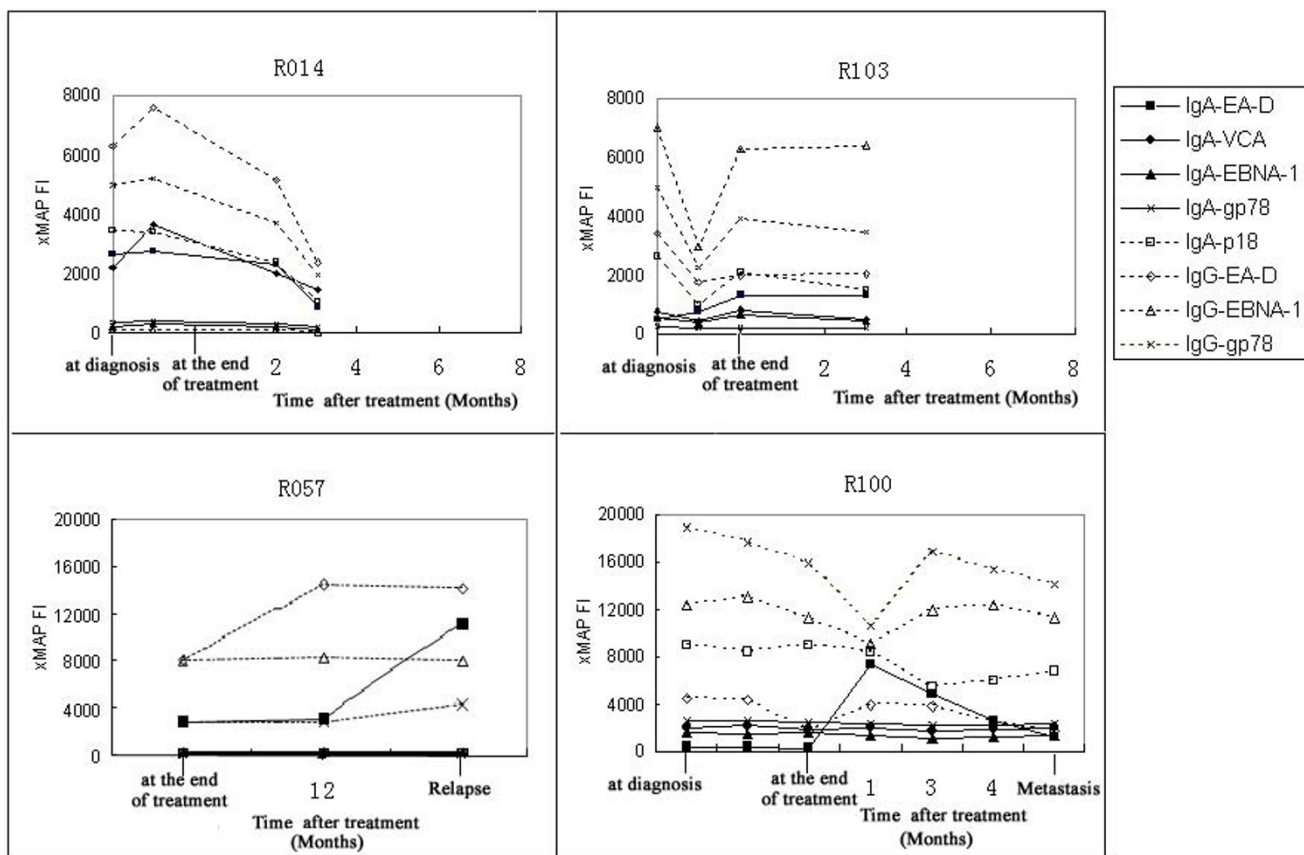 R014
xMAP FI
8000
6000
4000
2000
0
at diagnosis
at the end
of treatment
2
4
6
8
Time after treatment (Months)
R103
xMAP FI
8000
6000
4000
2000
0
at diagnosis
at the end
of treatment
2
4
6
8
Time after treatment (Months)
IgA-EA-D
IgA-VCA
IgA-EBNA-1
IgA-gp78
IgA-p18
IgG-EA-D
IgG-EBNA-1
IgG-gp78
R057
xMAP FI
20000
16000
12000
8000
4000
0
at the end
of treatment
12
Relapse
Time after treatment
(Months)
R100
xMAP FI
20000
16000
12000
8000
4000
0
at diagnosis
at the end
of treatment
1
3
4
Metastasis
Time after treatment
(Months)